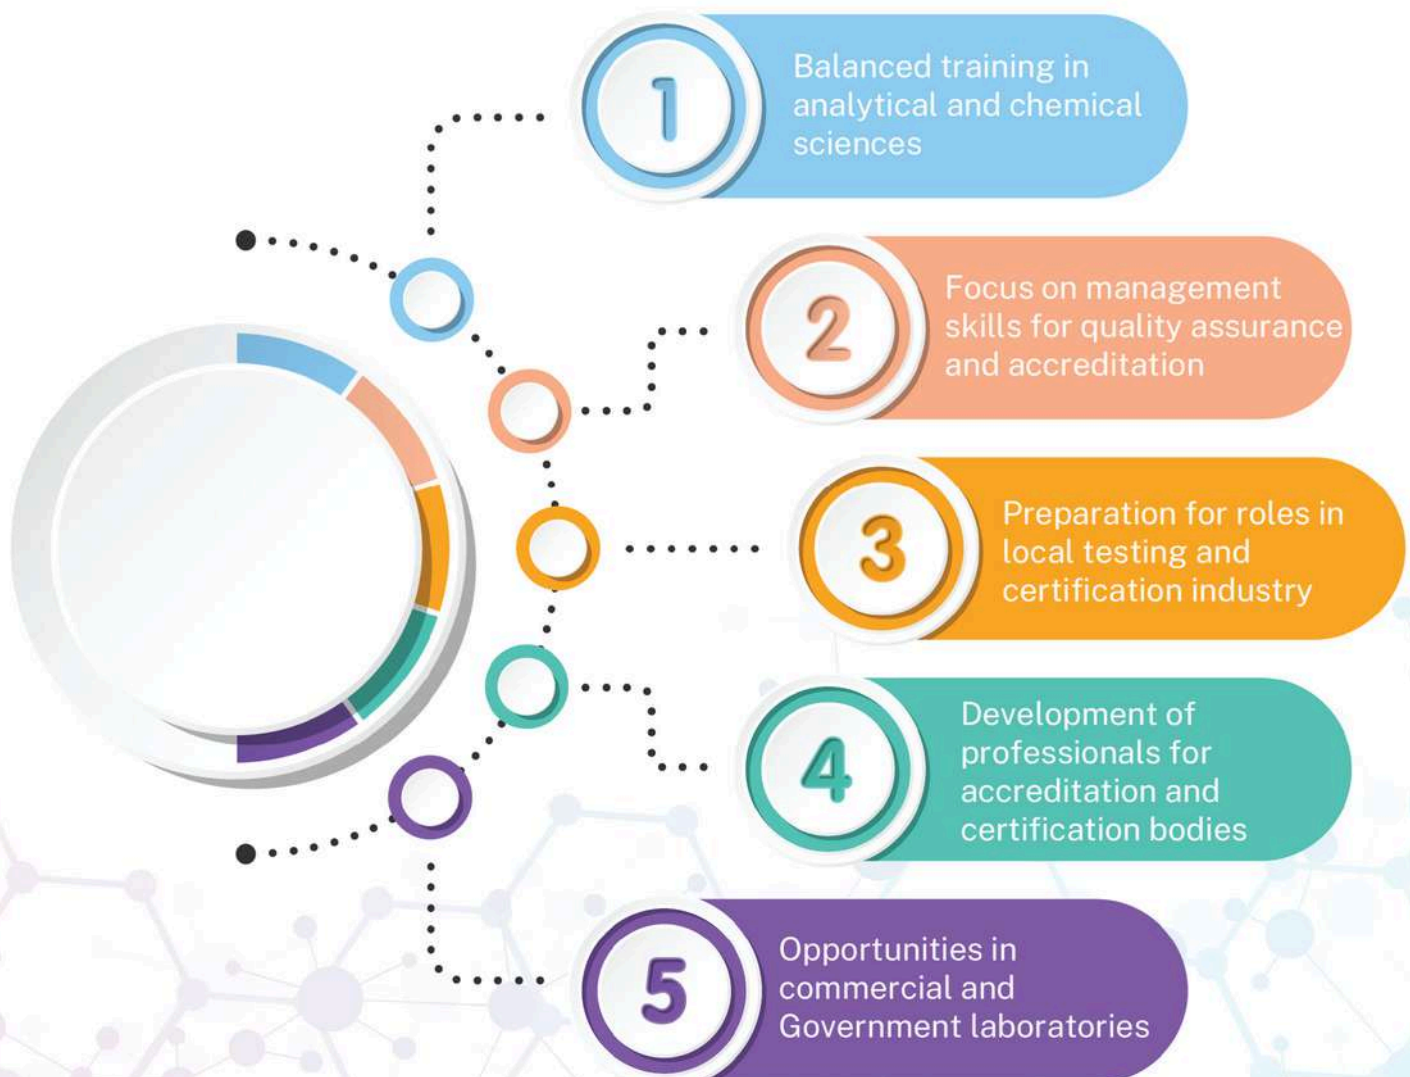 1
Balanced training in
analytical and chemical
sciences
2
Focus on management
skills for quality assurance
and accreditation
3
Preparation for roles in
local testing and
certification industry
4
Development of
professionals for
accreditation and
certification bodies
5
Opportunities in
commercial and
Government laboratories